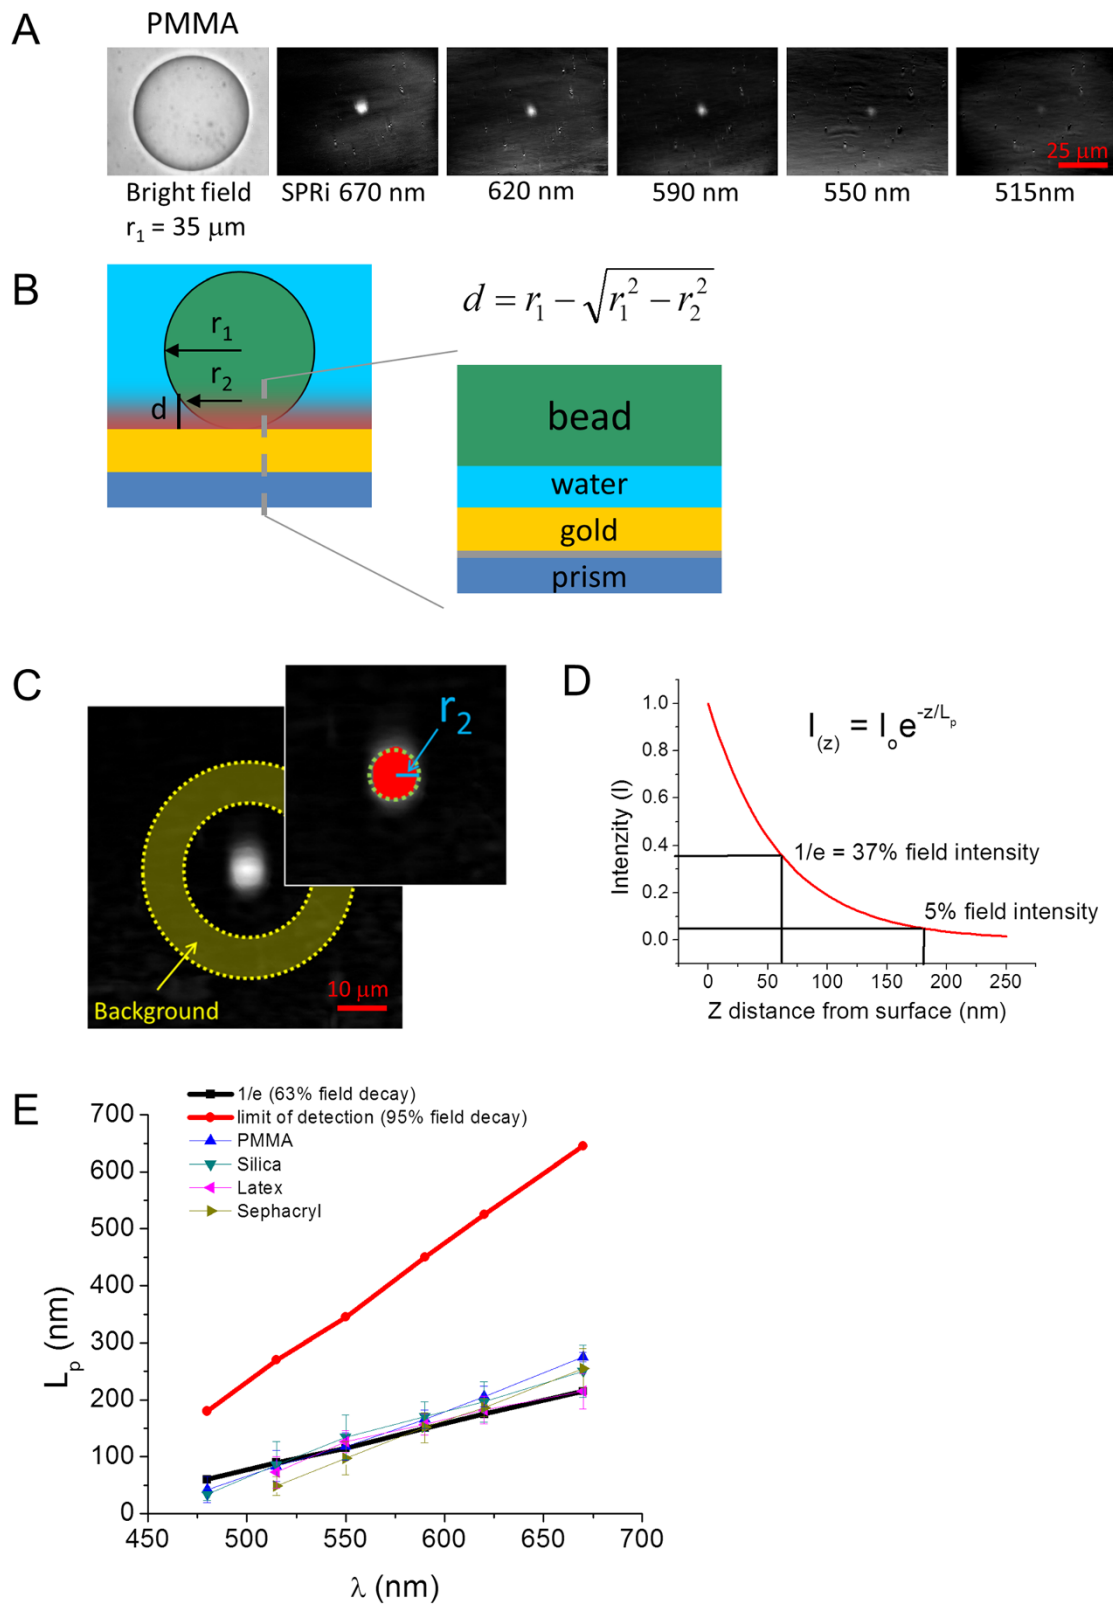 A
PMMA
Bright field
r₁ = 35 μm
SPRi 670 nm
620 nm
590 nm
550 nm
515nm
25 μm
B
r₁
r₂
d
d = r₁ − √(r₁² − r₂²)
bead
water
gold
prism
C
r₂
Background
10 μm
D
I₍z₎ = Iₒe^(-z/Lₚ)
1/e = 37% field intensity
5% field intensity
Intenzity (I)
1.0
0.8
0.6
0.4
0.2
0.0
0 50 100 150 200 250
Z distance from surface (nm)
E
1/e (63% field decay)
limit of detection (95% field decay)
PMMA
Silica
Latex
Sephacryl
Lₚ (nm)
700
600
500
400
300
200
100
0
450 500 550 600 650 700
λ (nm)